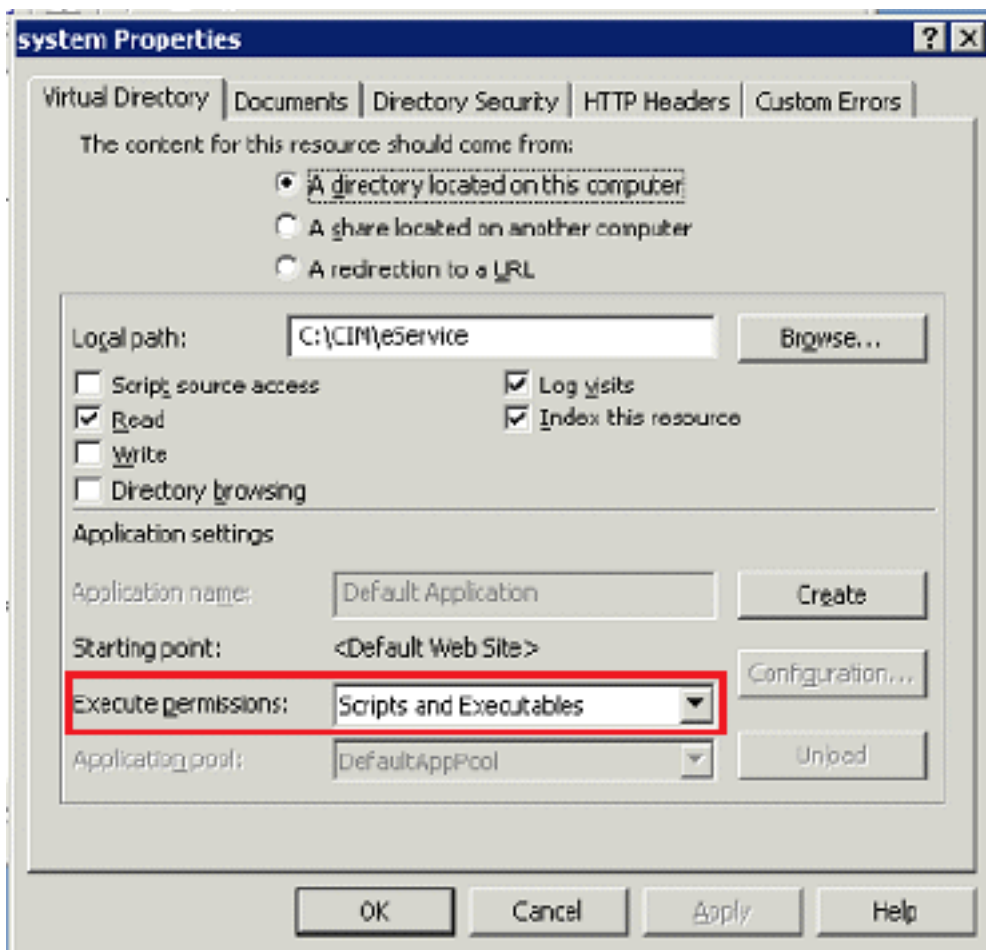 system Properties
Virtual Directory Documents Directory Security HTTP Headers Custom Errors
The content for this resource should come from:
A directory located on this computer
A share located on another computer
A redirection to a URL
Local path: C:\CIM\eService Browse...
Script source access Log visits
Read Index this resource
Write
Directory browsing
Application settings
Application name: Default Application Create
Starting point: <Default Web Site>
Configuration...
Execute permissions: Scripts and Executables
Application pool: DefaultAppPool Unload
OK Cancel Apply Help